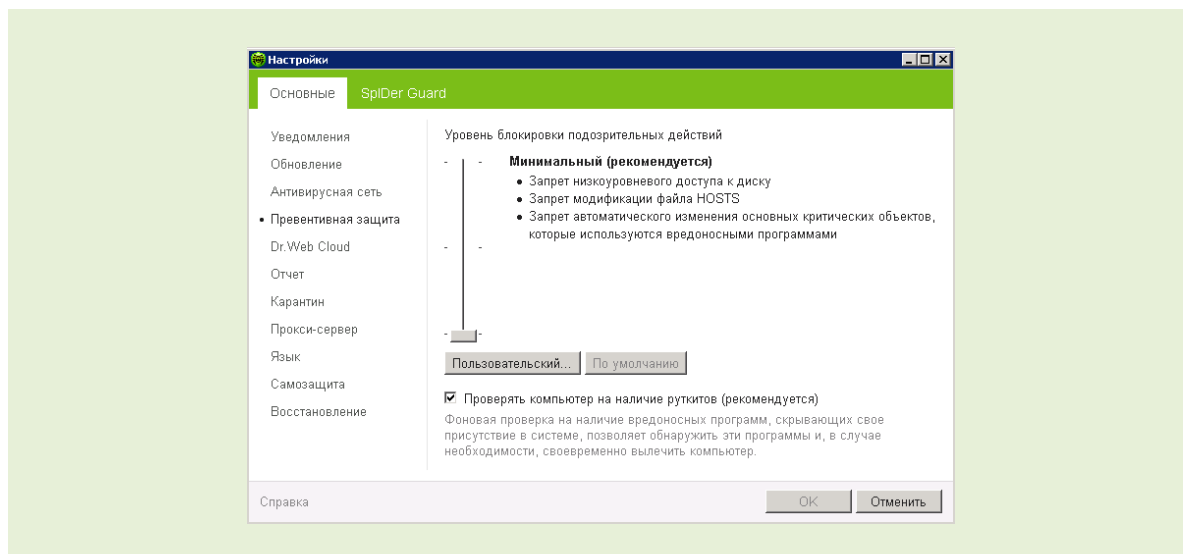 Настройки
Основные SpIDer Guard
Уведомления
Обновление
Антивирусная сеть
• Превентивная защита
Dr.Web Cloud
Отчет
Карантин
Прокси-сервер
Язык
Самозащита
Восстановление
Уровень блокировки подозрительных действий
Минимальный (рекомендуется)
• Запрет низкоуровневого доступа к диску
• Запрет модификации файла HOSTS
• Запрет автоматического изменения основных критических объектов,
которые используются вредоносными программами
Пользовательский... По умолчанию
Проверять компьютер на наличие руткитов (рекомендуется)
Фоновая проверка на наличие вредоносных программ, скрывающих свое
присутствие в системе, позволяет обнаружить эти программы и, в случае
необходимости, своевременно вылечить компьютер.
Справка
OK Отменить